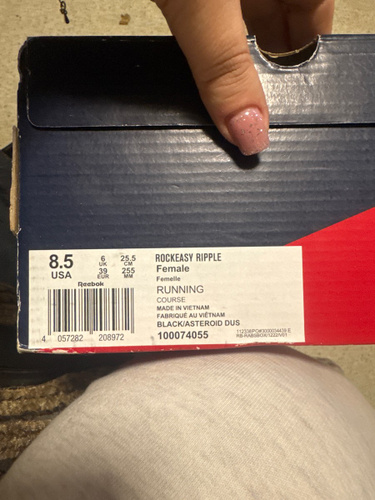 8.5 6 25.5
UK CM
39 255
USA EUR MM
Reebok
4 057282 208972
ROCKEASY RIPPLE
Female
Femelle
RUNNING
COURSE
MADE IN VIETNAM
FABRIQUÉ AU VIÉTNAM
BLACK/ASTEROID DUS
100074055